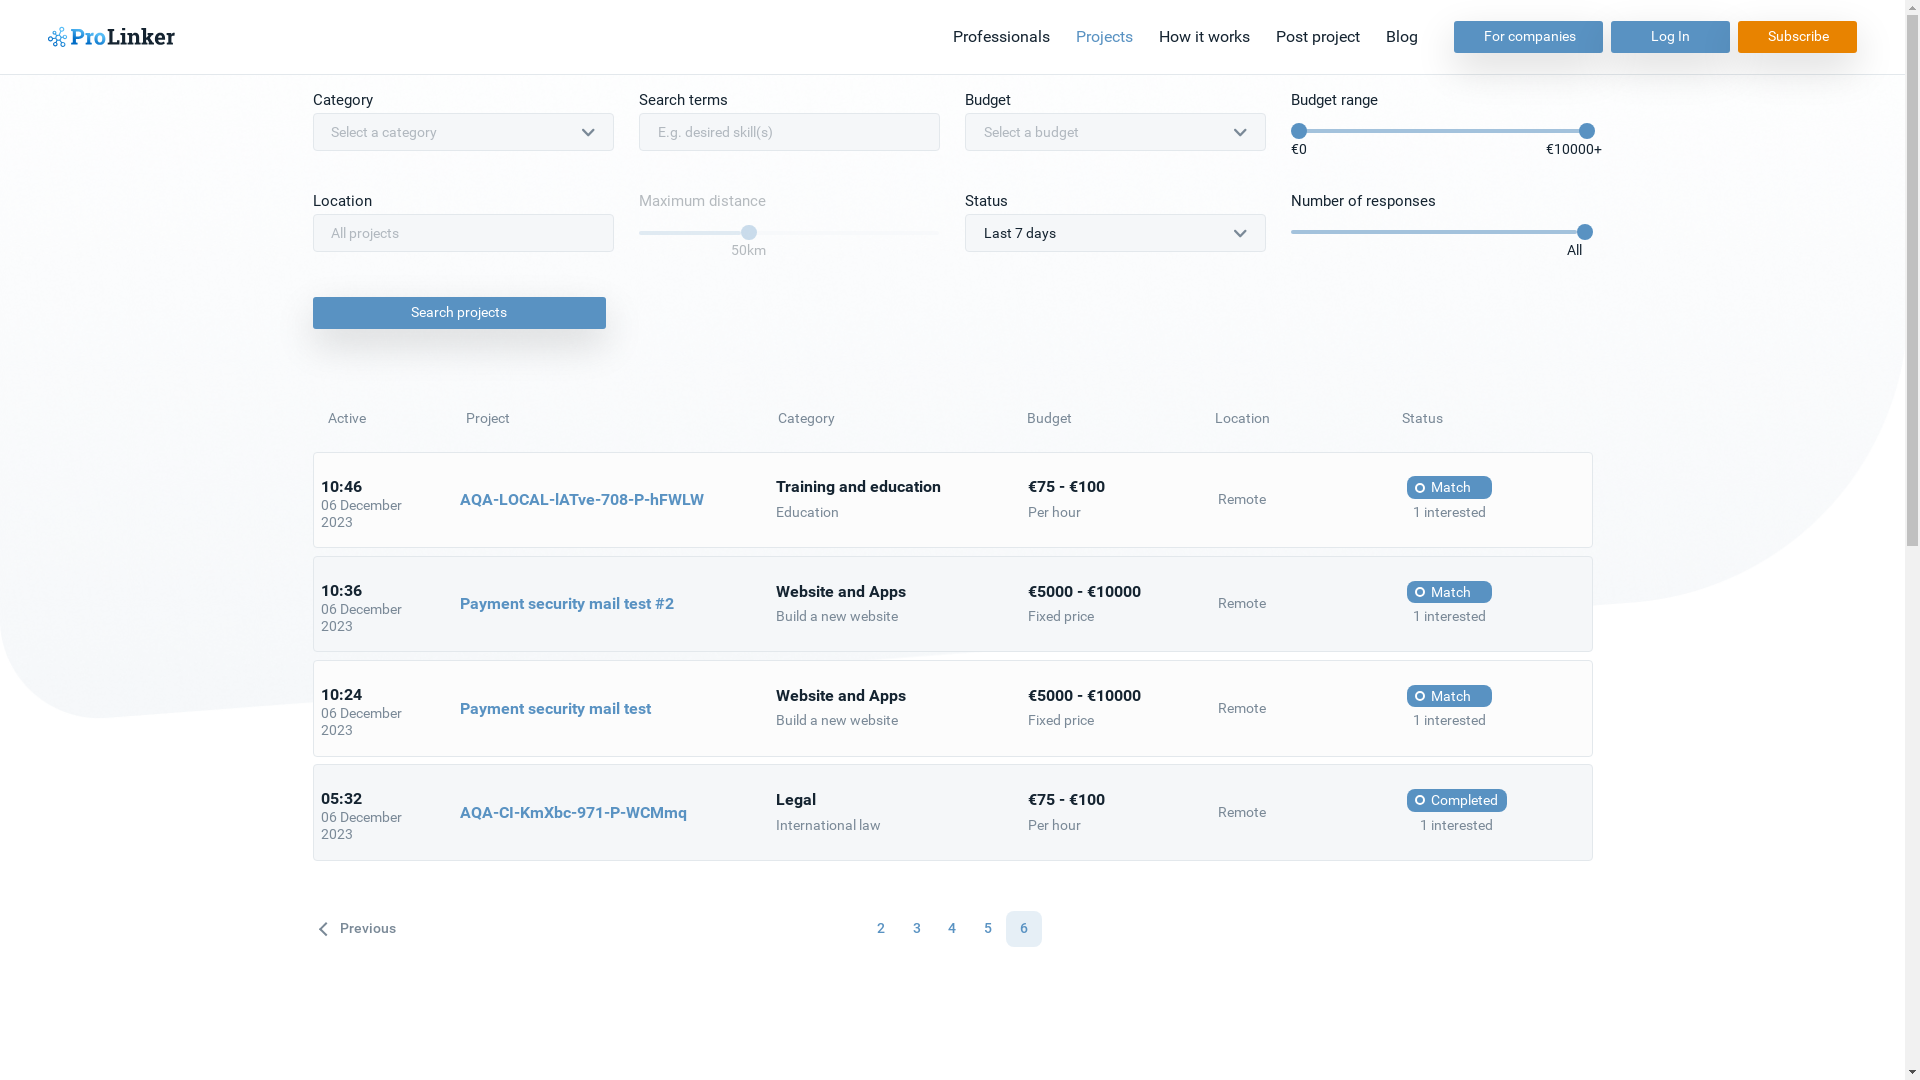 ProLinker
Professionals Projects How it works Post project Blog For companies Log In Subscribe
Category Search terms Budget Budget range
Select a category E.g. desired skill(s) Select a budget
€0 €10000+
Location Maximum distance Status Number of responses
All projects Last 7 days
50km All
Search projects
Active Project Category Budget Location Status
10:46
06 December
2023
AQA-LOCAL-lATve-708-P-hFWLW
Training and education
Education
€75 - €100
Per hour
Remote
Match
1 interested
10:36
06 December
2023
Payment security mail test #2
Website and Apps
Build a new website
€5000 - €10000
Fixed price
Remote
Match
1 interested
10:24
06 December
2023
Payment security mail test
Website and Apps
Build a new website
€5000 - €10000
Fixed price
Remote
Match
1 interested
05:32
06 December
2023
AQA-CI-KmXbc-971-P-WCMmq
Legal
International law
€75 - €100
Per hour
Remote
Completed
1 interested
Previous 2 3 4 5 6